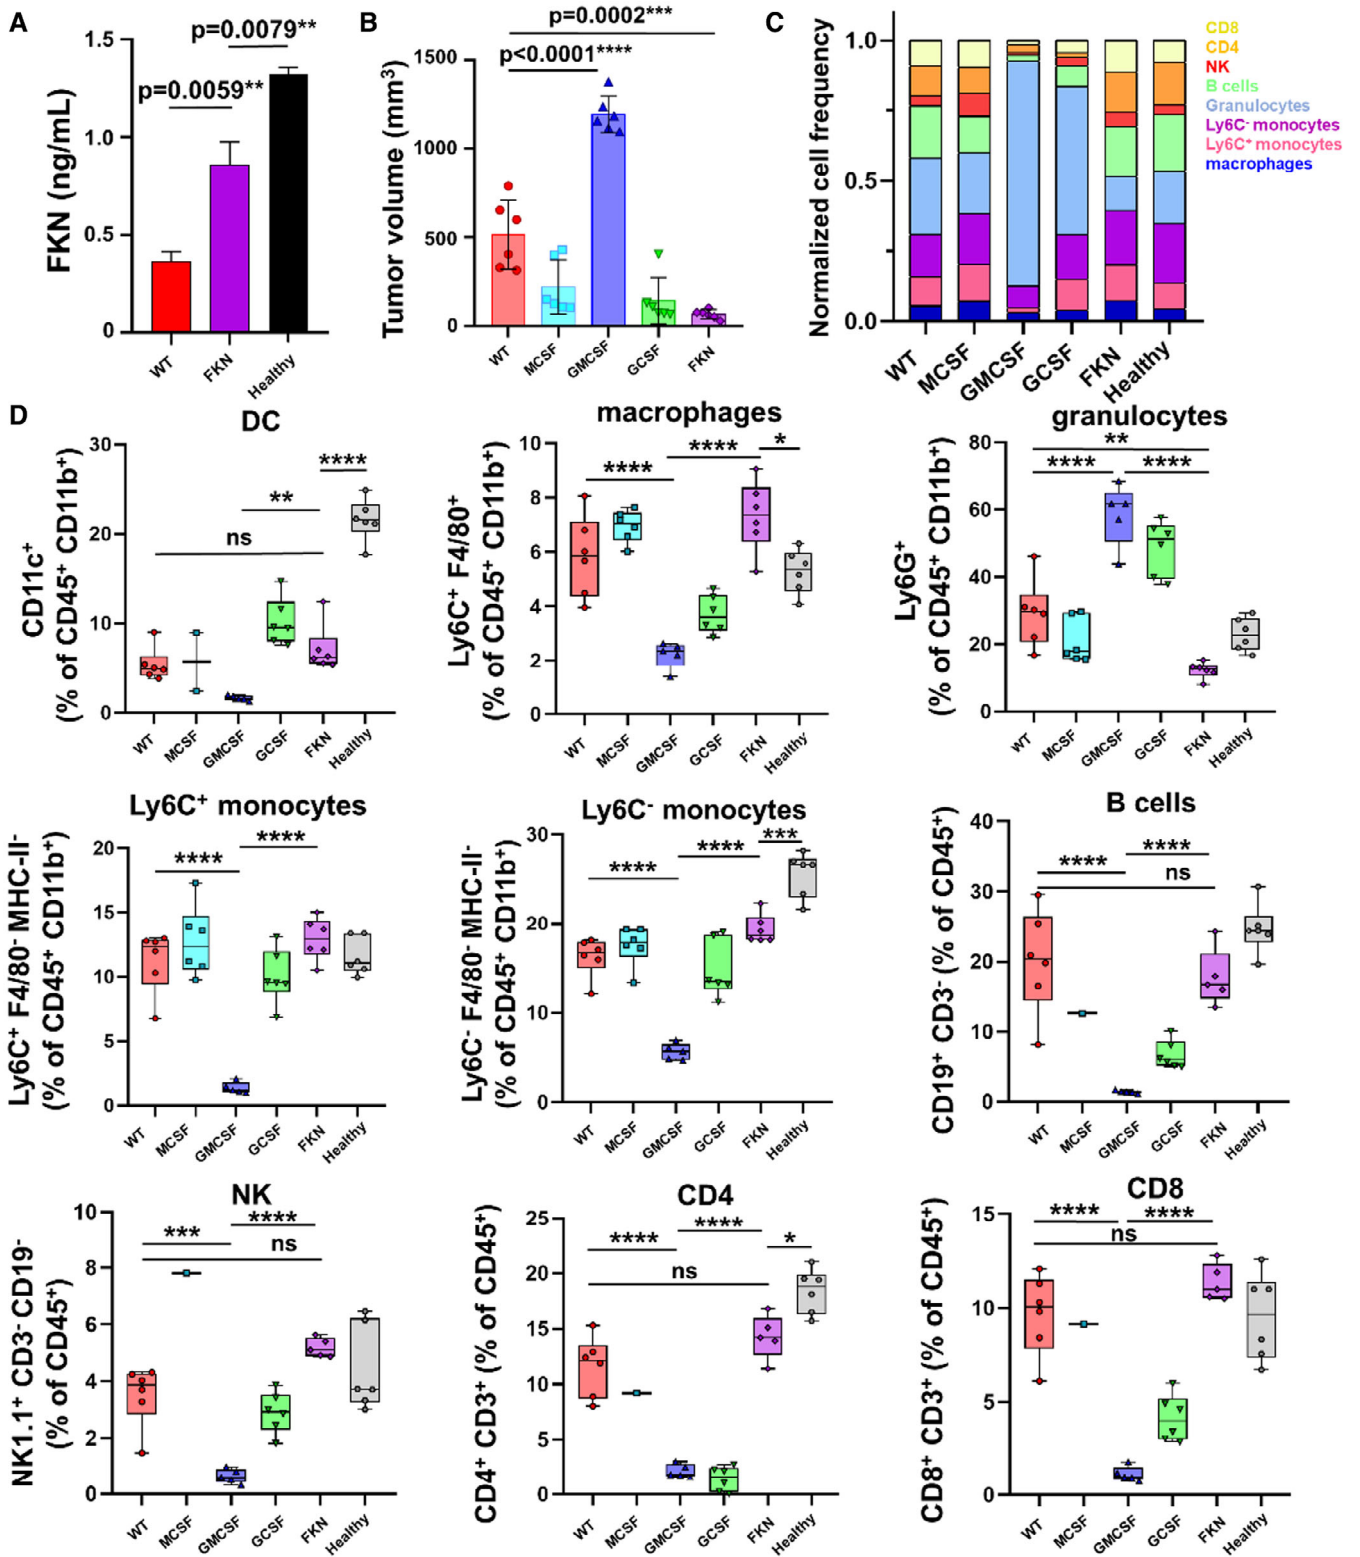 A
p=0.0079**
p=0.0059**
FKN (ng/mL)
1.5
1.0
0.5
0
WT
FKN
Healthy
B
p=0.0002***
p<0.0001****
Tumor volume (mm³)
1500
1000
500
0
WT
MCSF
GMCSF
GCSF
FKN
C
Normalized cell frequency
1.0
0.5
0.0
WT
MCSF
GMCSF
GCSF
FKN
Healthy
CD8
CD4
NK
B cells
Granulocytes
Ly6C⁻ monocytes
Ly6C⁺ monocytes
macrophages
D
DC
CD11c⁺
(% of CD45⁺ CD11b⁺)
30
20
10
0
ns
**
****
WT
MCSF
GMCSF
GCSF
FKN
Healthy
macrophages
Ly6C⁺ F4/80⁺
(% of CD45⁺ CD11b⁺)
10
8
6
4
2
0
****
****
*
WT
MCSF
GMCSF
GCSF
FKN
Healthy
granulocytes
Ly6G⁺
(% of CD45⁺ CD11b⁺)
80
60
40
20
0
**
****
****
WT
MCSF
GMCSF
GCSF
FKN
Healthy
Ly6C⁺ monocytes
Ly6C⁺ F4/80⁻ MHC-II⁻
(% of CD45⁺ CD11b⁺)
20
15
10
5
0
****
****
WT
MCSF
GMCSF
GCSF
FKN
Healthy
Ly6C⁻ monocytes
Ly6C⁻ F4/80⁻ MHC-II⁻
(% of CD45⁺ CD11b⁺)
30
20
10
0
****
****
***
WT
MCSF
GMCSF
GCSF
FKN
Healthy
B cells
CD19⁺ CD3⁻ (% of CD45⁺)
40
30
20
10
0
****
****
ns
WT
MCSF
GMCSF
GCSF
FKN
Healthy
NK
NK1.1⁺ CD3⁻ CD19⁻
(% of CD45⁺)
10
8
6
4
2
0
***
****
ns
WT
MCSF
GMCSF
GCSF
FKN
Healthy
CD4
CD4⁺ CD3⁺ (% of CD45⁺)
25
20
15
10
5
0
****
****
*
ns
WT
MCSF
GMCSF
GCSF
FKN
Healthy
CD8
CD8⁺ CD3⁺ (% of CD45⁺)
15
10
5
0
****
****
ns
WT
MCSF
GMCSF
GCSF
FKN
Healthy